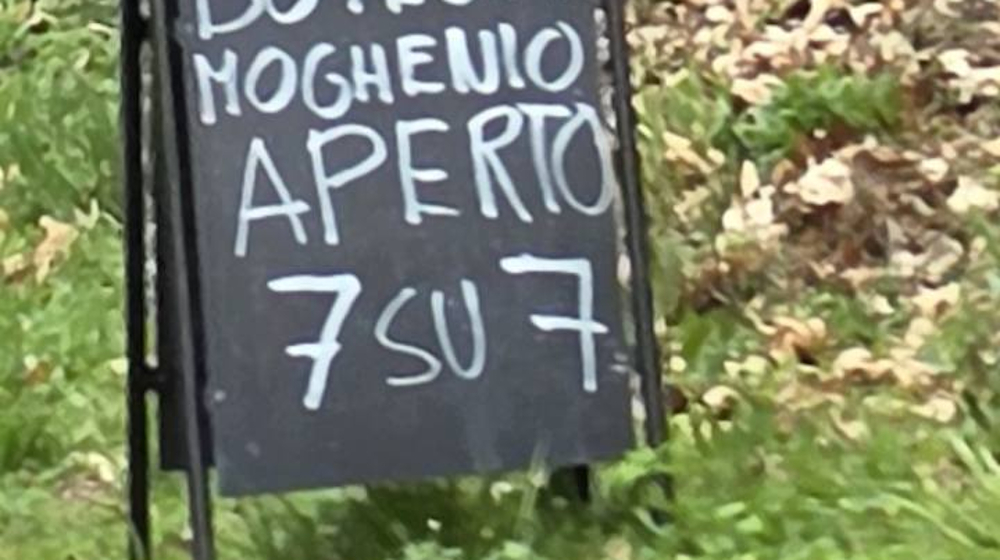 MOGHENIO
APERTO
7 SU 7